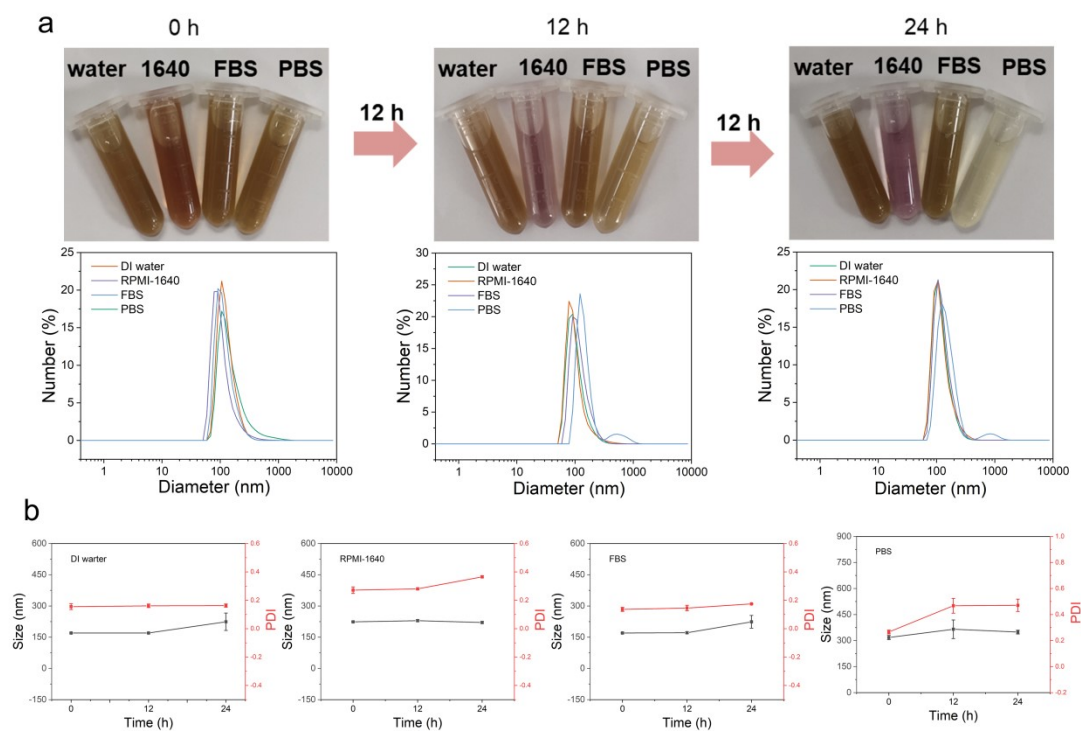 a
0 h
12 h
24 h
water 1640 FBS PBS
12 h
water 1640 FBS PBS
12 h
water 1640 FBS PBS
25
20
15
10
5
0
Number (%)
DI water
RPMI-1640
FBS
PBS
1 10 100 1000 10000
Diameter (nm)
30
25
20
15
10
5
0
Number (%)
DI water
RPMI-1640
FBS
PBS
1 10 100 1000 10000
Diameter (nm)
25
20
15
10
5
0
Number (%)
DI water
RPMI-1640
FBS
PBS
1 10 100 1000 10000
Diameter (nm)
b
600
450
300
150
0
-150
Size (nm)
DI warter
0.6
0.4
0.2
0.0
-0.2
-0.4
PDI
0 12 24
Time (h)
600
450
300
150
0
-150
Size (nm)
RPMI-1640
0.6
0.4
0.2
0.0
-0.2
-0.4
PDI
0 12 24
Time (h)
600
450
300
150
0
-150
Size (nm)
FBS
0.6
0.4
0.2
0.0
-0.2
-0.4
PDI
0 12 24
Time (h)
900
750
600
450
300
150
0
Size (nm)
PBS
1.0
0.8
0.6
0.4
0.2
0.0
-0.2
PDI
0 12 24
Time (h)